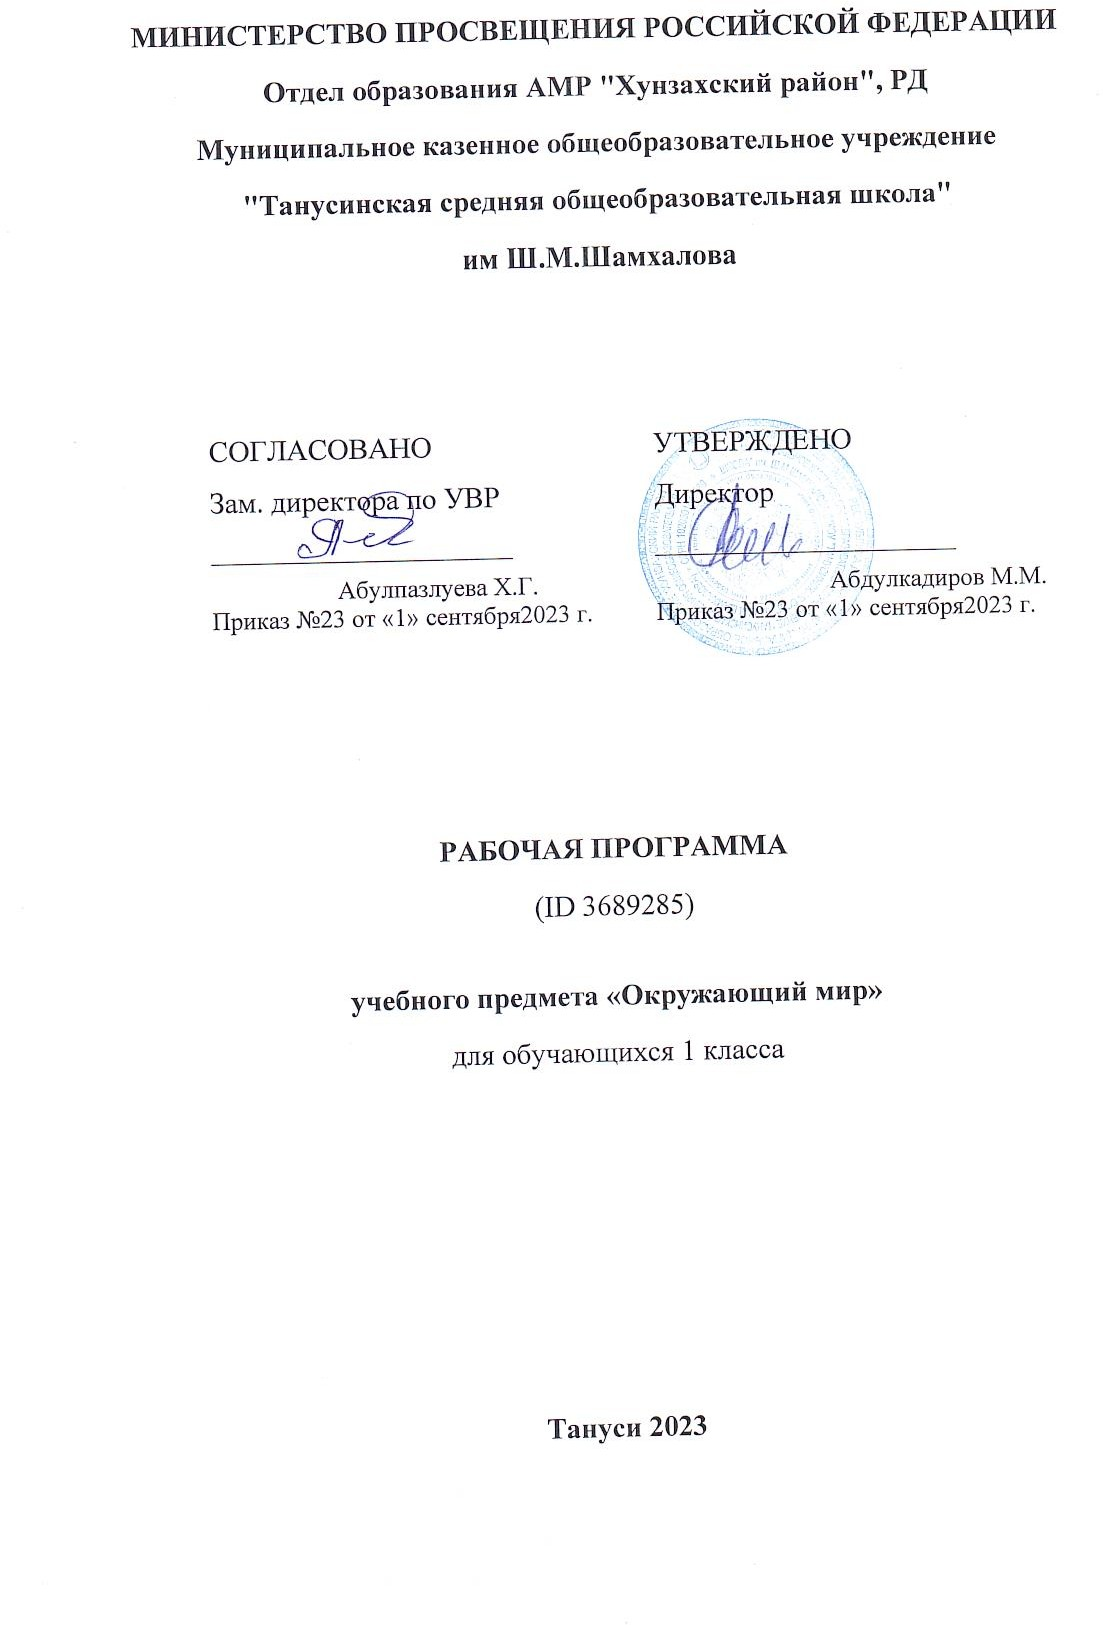 МИНИСТЕРСТВО ПРОСВЕЩЕНИЯ РОССИЙСКОЙ ФЕДЕРАЦИИ
Отдел образования АМР "Хунзахский район", РД
Муниципальное казенное общеобразовательное учреждение
"Танусинская средняя общеобразовательная школа"
им Ш.М.Шамхалова
СОГЛАСОВАНО
Зам. директора по УВР
Абулпазлуева Х.Г.
Приказ №23 от «1» сентября2023 г.
УТВЕРЖДЕНО
Директор
Абдулкадиров М.М.
Приказ №23 от «1» сентября2023 г.
РАБОЧАЯ ПРОГРАММА
(ID 3689285)
учебного предмета «Окружающий мир»
для обучающихся 1 класса
Тануси 2023